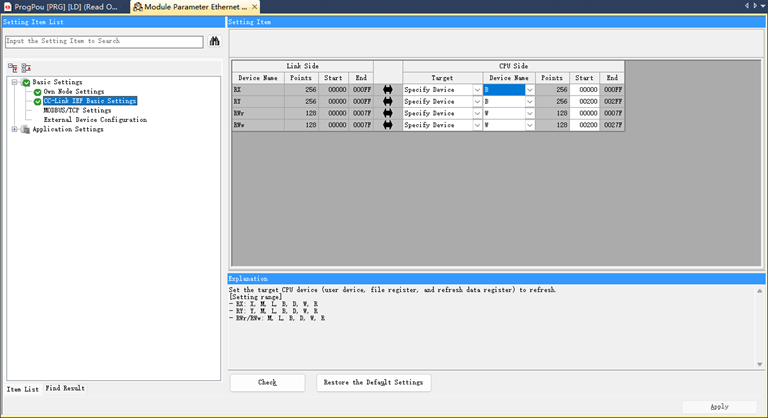 ProgPou [PRG] [LD] (Read O... Module Parameter Ethernet ...
Setting Item List
Setting Item
Input the Setting Item to Search
Basic Settings
Own Node Settings
CC-Link IEF Basic Settings
MODBUS/TCP Settings
External Device Configuration
Application Settings
Link Side CPU Side
Device Name Points Start End Target Device Name Points Start End
RX 256 00000 000FF Specify Device B 256 00000 000FF
RY 256 00000 000FF Specify Device B 256 00200 002FF
RWr 128 00000 0007F Specify Device W 128 00000 0007F
RWw 128 00000 0007F Specify Device W 128 00200 0027F
Explanation
Set the target CPU device (user device, file register, and refresh data register) to refresh.
[Setting range]
- RX: X, M, L, B, D, W, R
- RY: Y, M, L, B, D, W, R
- RWr/RWw: M, L, B, D, W, R
Item List Find Result
Check Restore the Default Settings
Apply